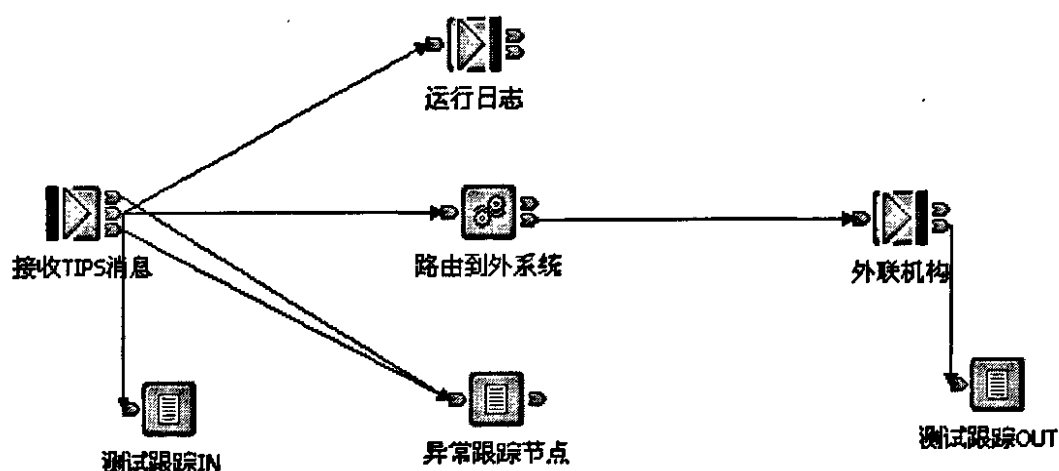 运行日志
接收TIPS消息
路由到外系统
外联机构
测试跟踪IN
异常跟踪节点
测试跟踪OUT